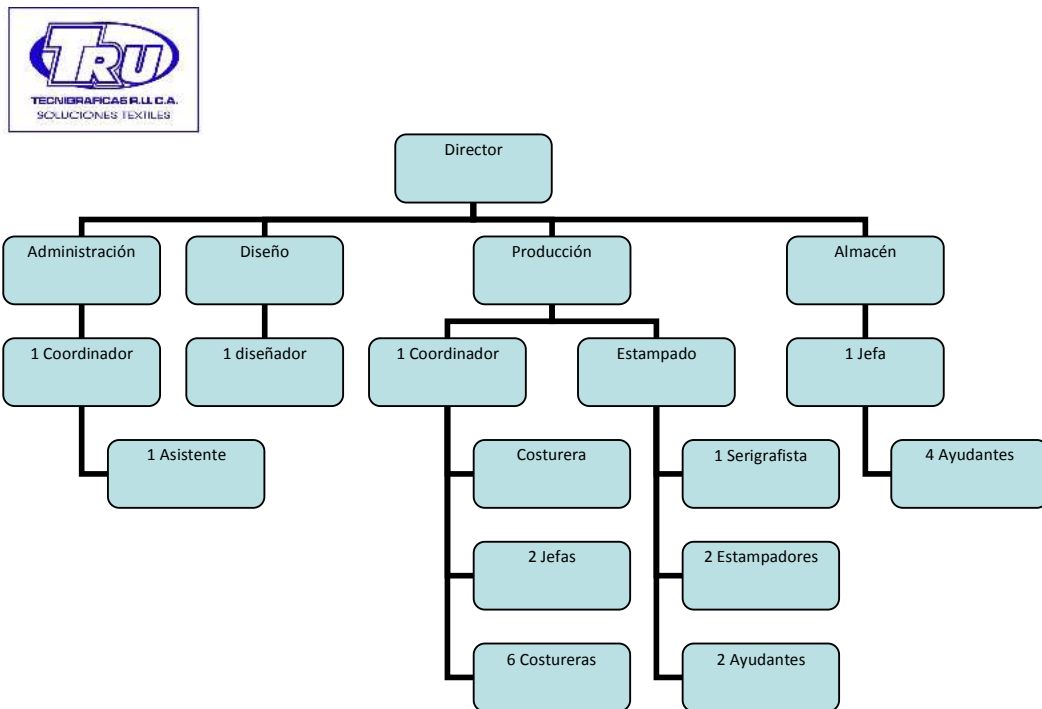 TRU
TECNIGRAFICAS R.U. C.A.
SOLUCIONES TEXTILES
Director
Administración
Diseño
Producción
Almacén
1 Coordinador
1 diseñador
1 Coordinador
Estampado
1 Jefa
1 Asistente
Costurera
1 Serigrafista
4 Ayudantes
2 Jefas
2 Estampadores
6 Costureras
2 Ayudantes